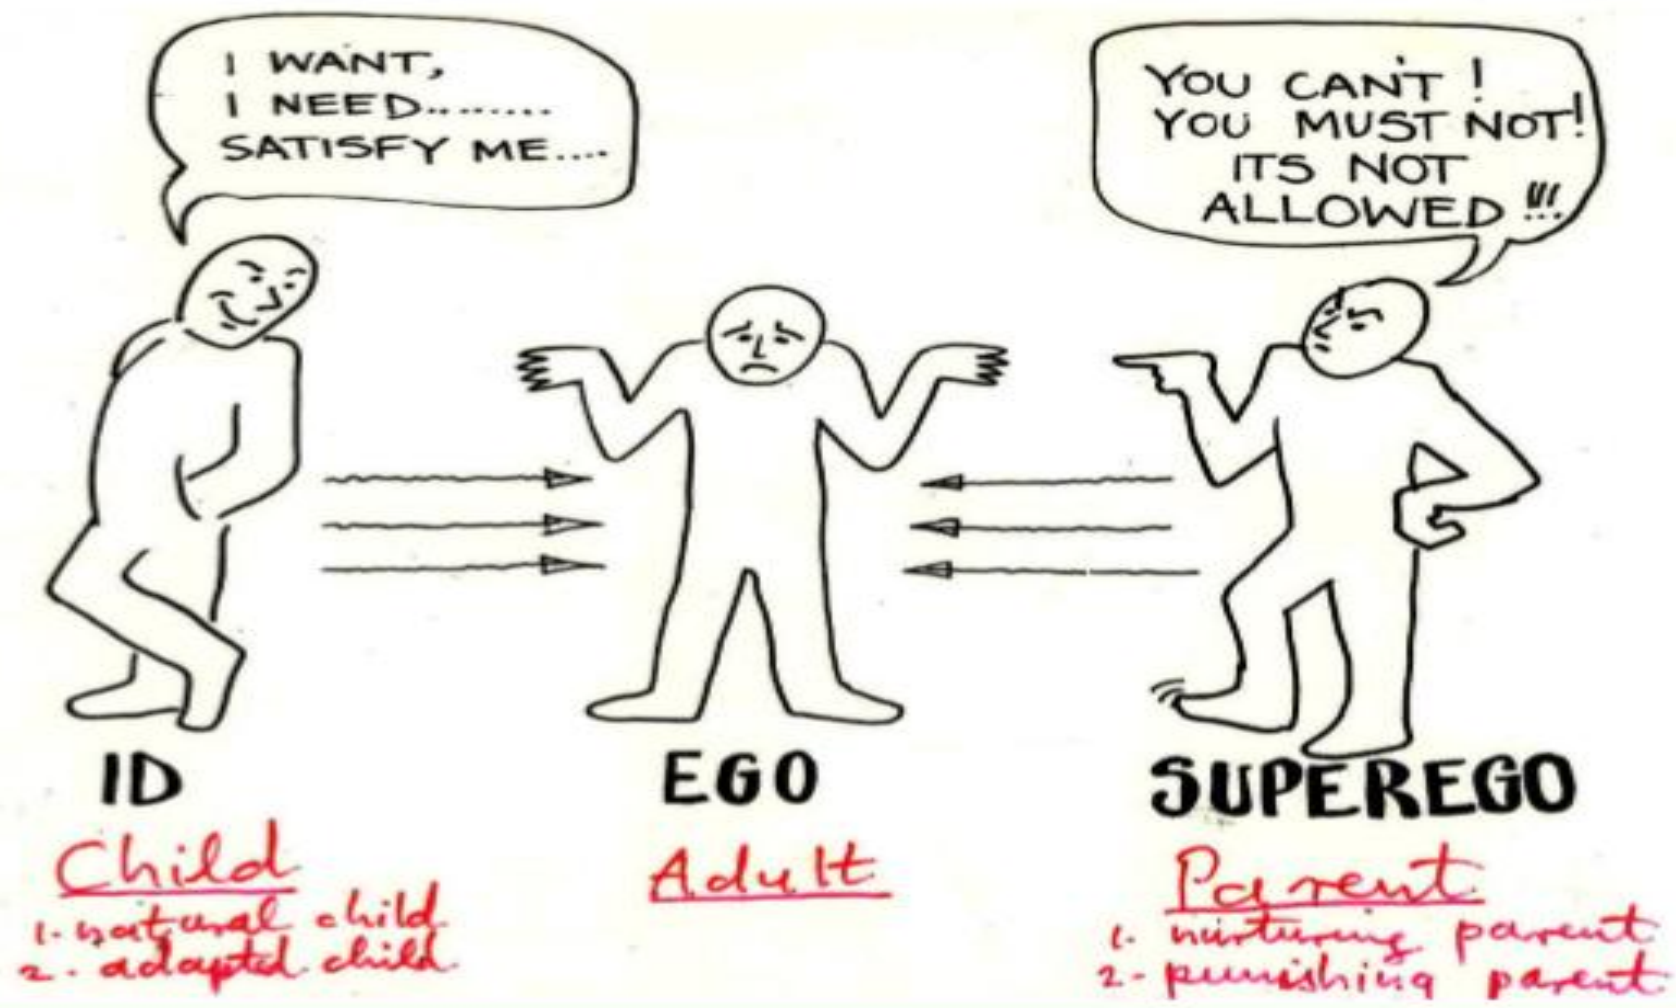 I WANT,
I NEED.........
SATISFY ME....
YOU CAN'T !
YOU MUST NOT!
ITS NOT
ALLOWED !!!
ID
EGO
SUPEREGO
Child
1. natural child
2. adapted child
Adult
Parent
1. nurturing parent
2- punishing parent